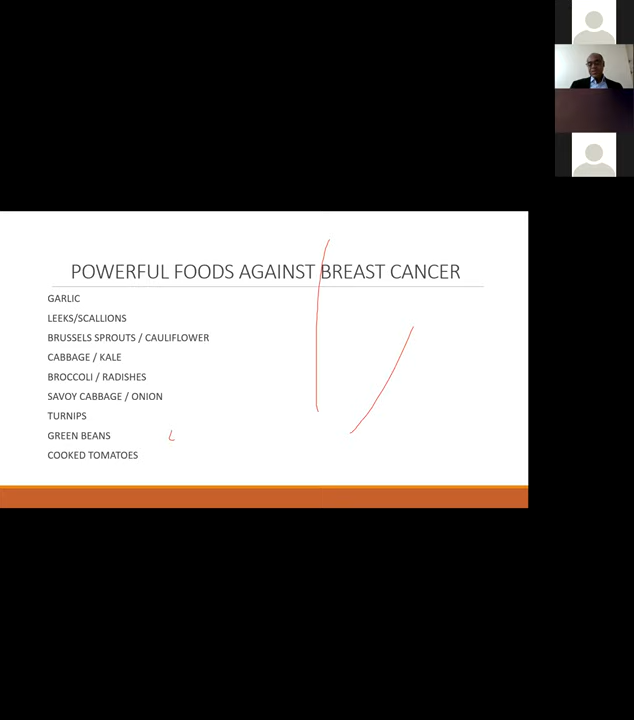 POWERFUL FOODS AGAINST BREAST CANCER
GARLIC
LEEKS/SCALLIONS
BRUSSELS SPROUTS / CAULIFLOWER
CABBAGE / KALE
BROCCOLI / RADISHES
SAVOY CABBAGE / ONION
TURNIPS
GREEN BEANS
COOKED TOMATOES